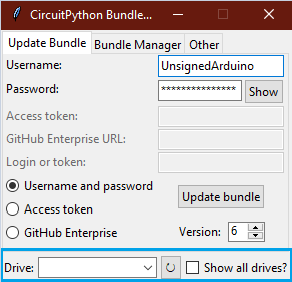 CircuitPython Bundle...
Update Bundle Bundle Manager Other
Username: UnsignedArduino
Password: *************** Show
Access token:
GitHub Enterprise URL:
Login or token:
Username and password
Access token
Update bundle
GitHub Enterprise
Version: 6
Drive: Show all drives?